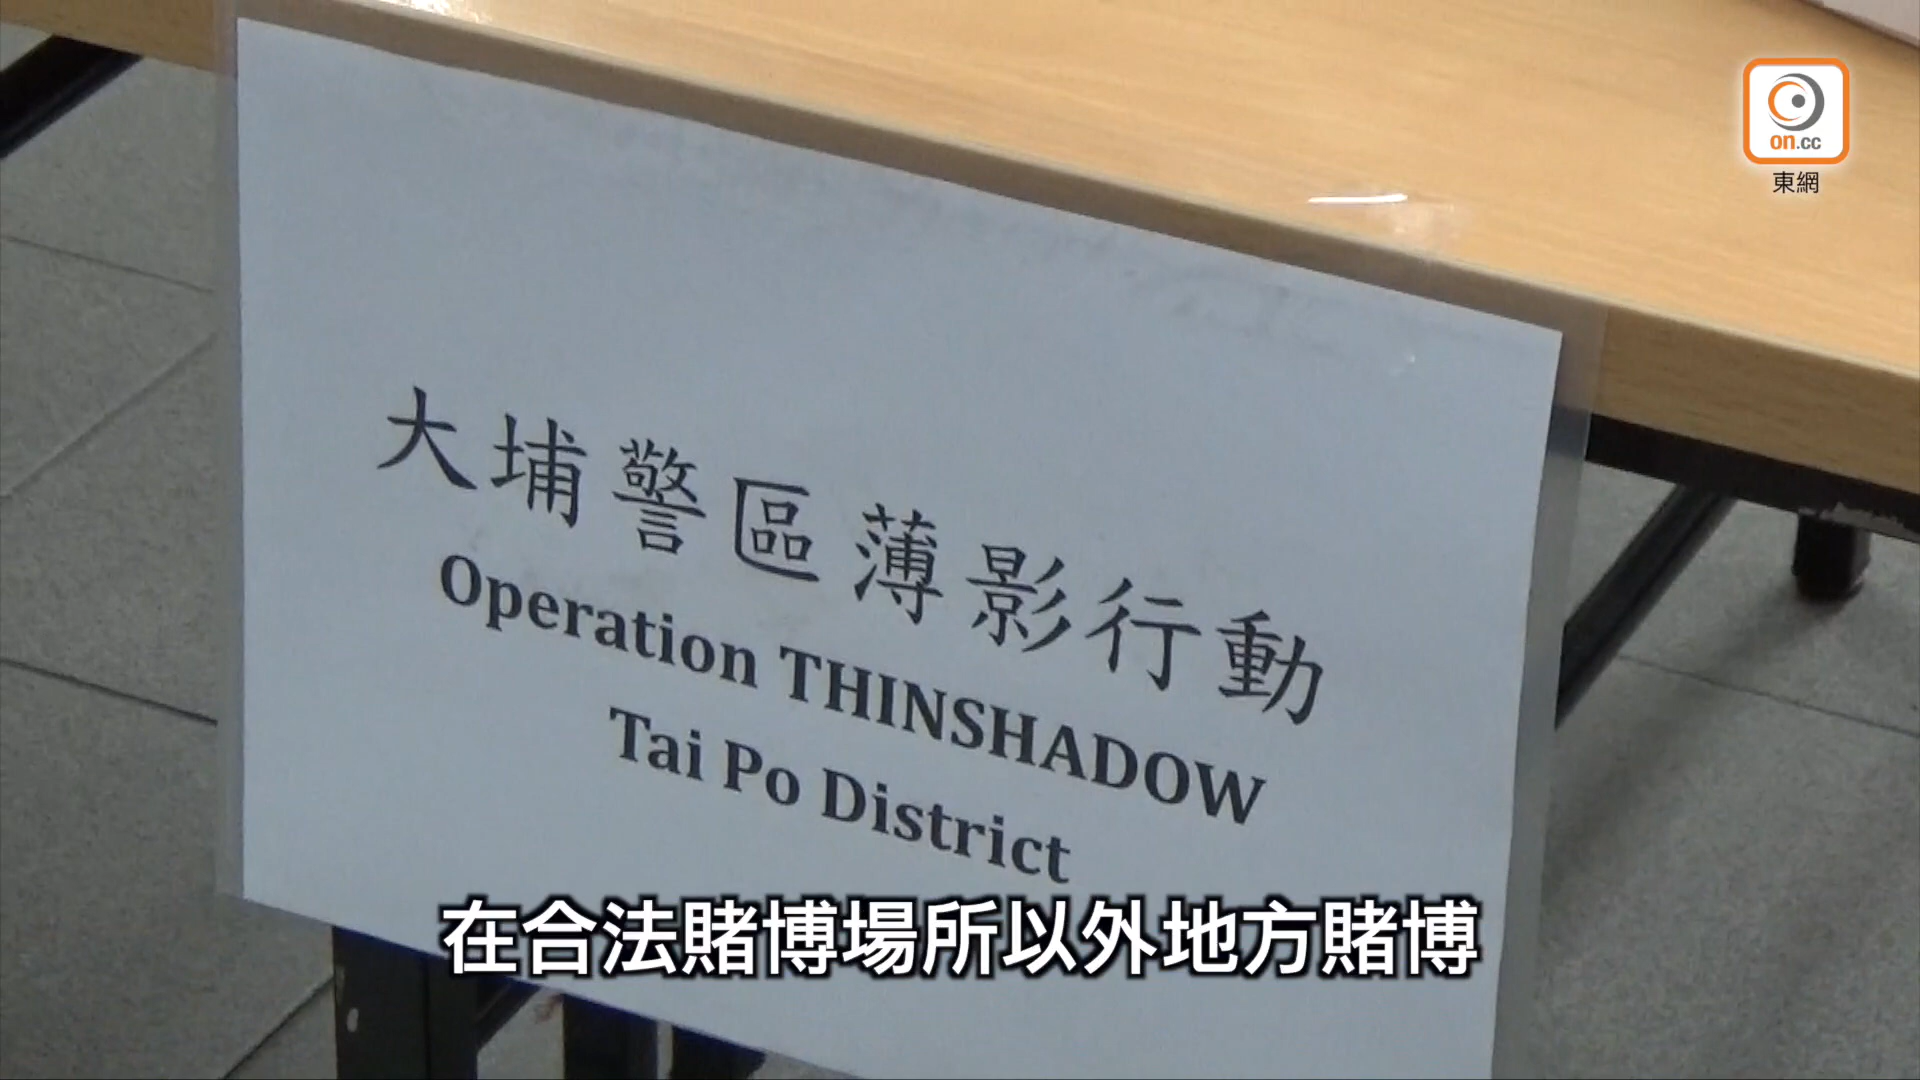 on.cc
東網
大埔警區薄影行動
Operation THINSHADOW
Tai Po District
在合法賭博場所以外地方賭博